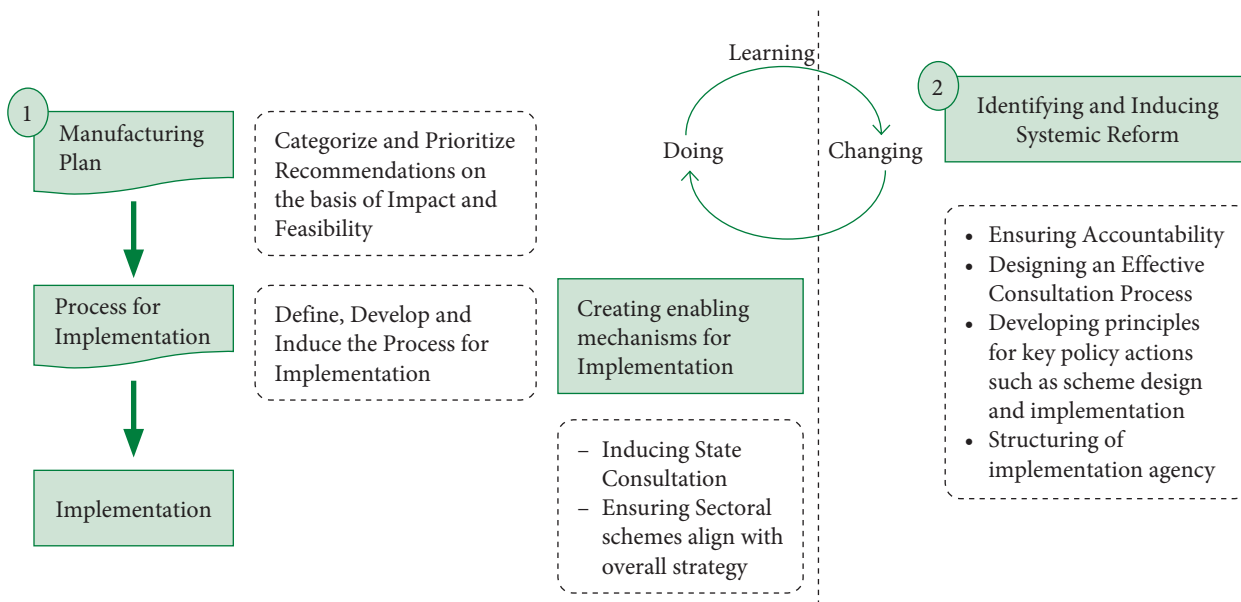 1
Manufacturing
Plan
Categorize and Prioritize
Recommendations on
the basis of Impact and
Feasibility
Process for
Implementation
Define, Develop and
Induce the Process for
Implementation
Implementation
Creating enabling
mechanisms for
Implementation
– Inducing State
Consultation
– Ensuring Sectoral
schemes align with
overall strategy
Learning
Doing
Changing
2
Identifying and Inducing
Systemic Reform
• Ensuring Accountability
• Designing an Effective
Consultation Process
• Developing principles
for key policy actions
such as scheme design
and implementation
• Structuring of
implementation agency